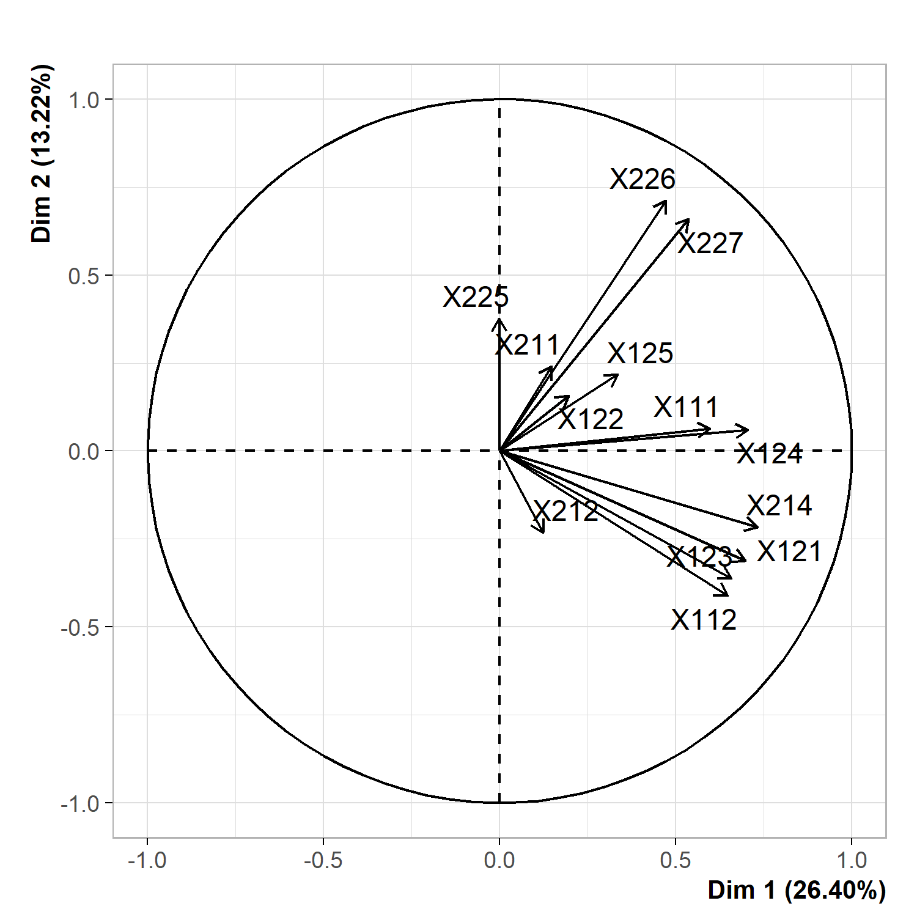 Dim 2 (13.22%)
1.0
0.5
0.0
-0.5
-1.0
X226
X227
X225
X211
X125
X122
X111
X124
X214
X212
X123
X121
X112
-1.0
-0.5
0.0
0.5
1.0
Dim 1 (26.40%)